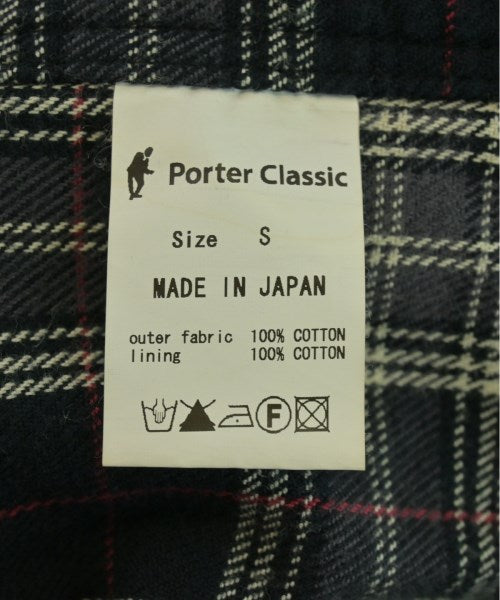 Porter Classic
Size S
MADE IN JAPAN
outer fabric 100% COTTON
lining 100% COTTON
F